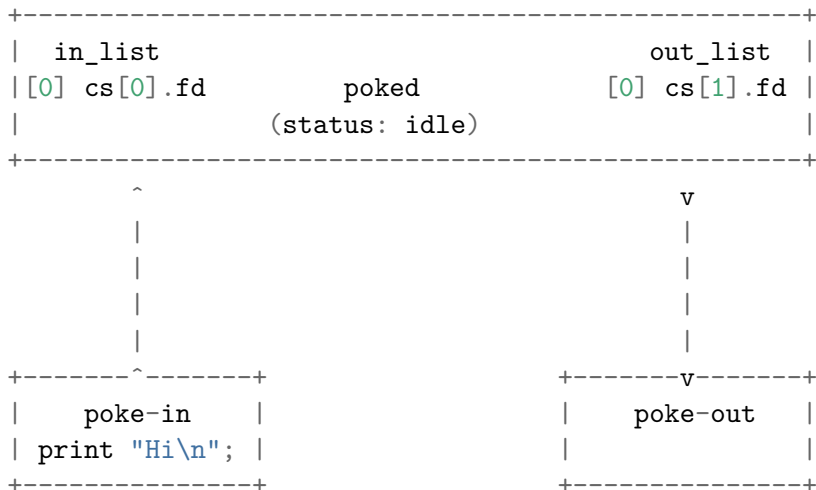 +---------------------------------------------------+
|  in_list                                out_list  |
|[0] cs[0].fd         poked            [0] cs[1].fd |
|                (status: idle)                     |
+---------------------------------------------------+
        ^                                   v
        |                                   |
        |                                   |
        |                                   |
        |                                   |
+-------^-------+                   +-------v-------+
|    poke-in    |                   |    poke-out   |
| print "Hi\n"; |                   |               |
+---------------+                   +---------------+